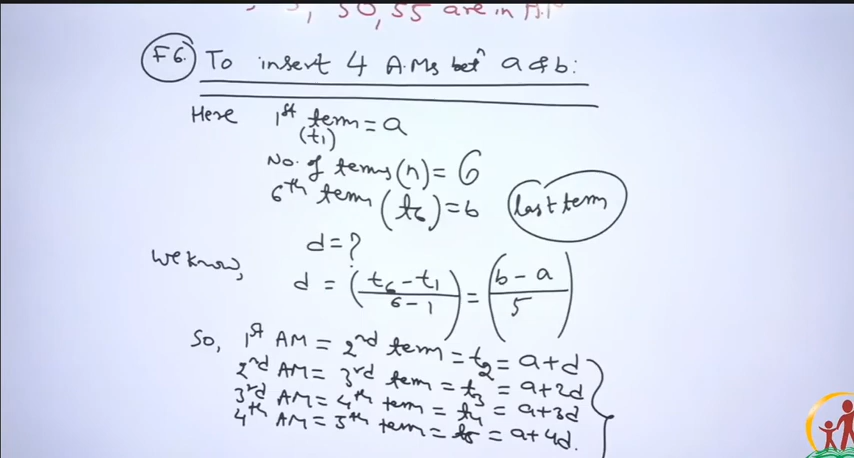 50, 55 are in A.P
F6. To insert 4 A.Ms betn a & b:
Here 1st term = a
(t1)
No. of terms (n) = 6
6th term (t6) = b last term
d = ?
We know,
d = (t6 - t1 / 6 - 1) = (b - a / 5)
So, 1st AM = 2nd term = t2 = a + d
2nd AM = 3rd term = t3 = a + 2d
3rd AM = 4th term = t4 = a + 3d
4th AM = 5th term = t5 = a + 4d.